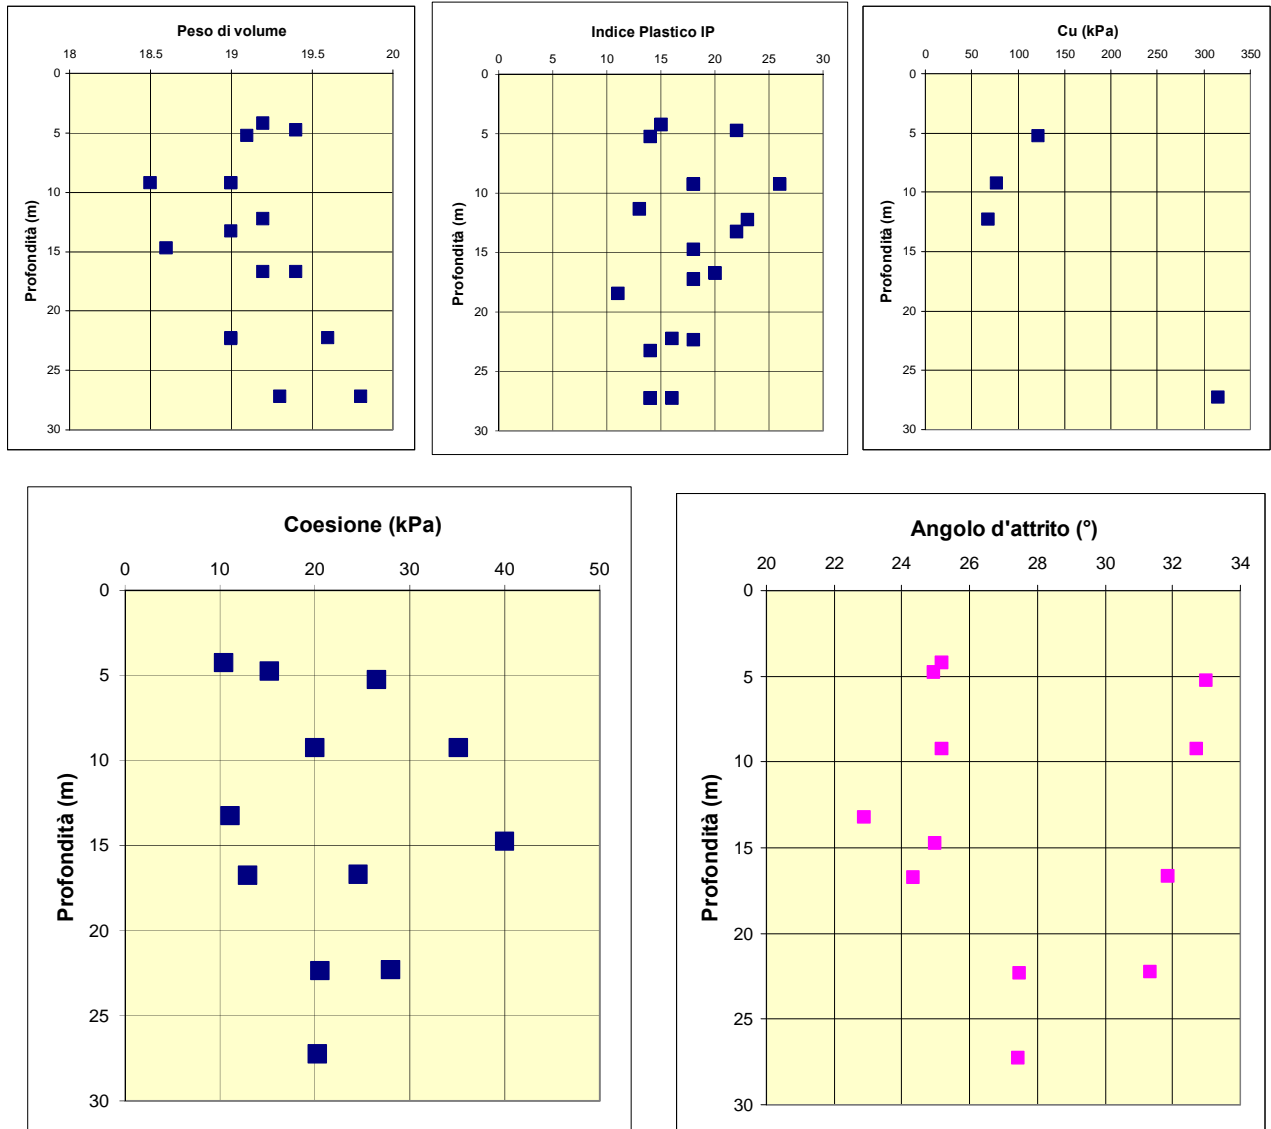 Peso di volume
18 18.5 19 19.5 20
0
5
10
15
20
25
30
Profondità (m)
Indice Plastico IP
0 5 10 15 20 25 30
0
5
10
15
20
25
30
Profondità (m)
Cu (kPa)
0 50 100 150 200 250 300 350
0
5
10
15
20
25
30
Profondità (m)
Coesione (kPa)
0 10 20 30 40 50
0
5
10
15
20
25
30
Profondità (m)
Angolo d'attrito (°)
20 22 24 26 28 30 32 34
0
5
10
15
20
25
30
Profondità (m)